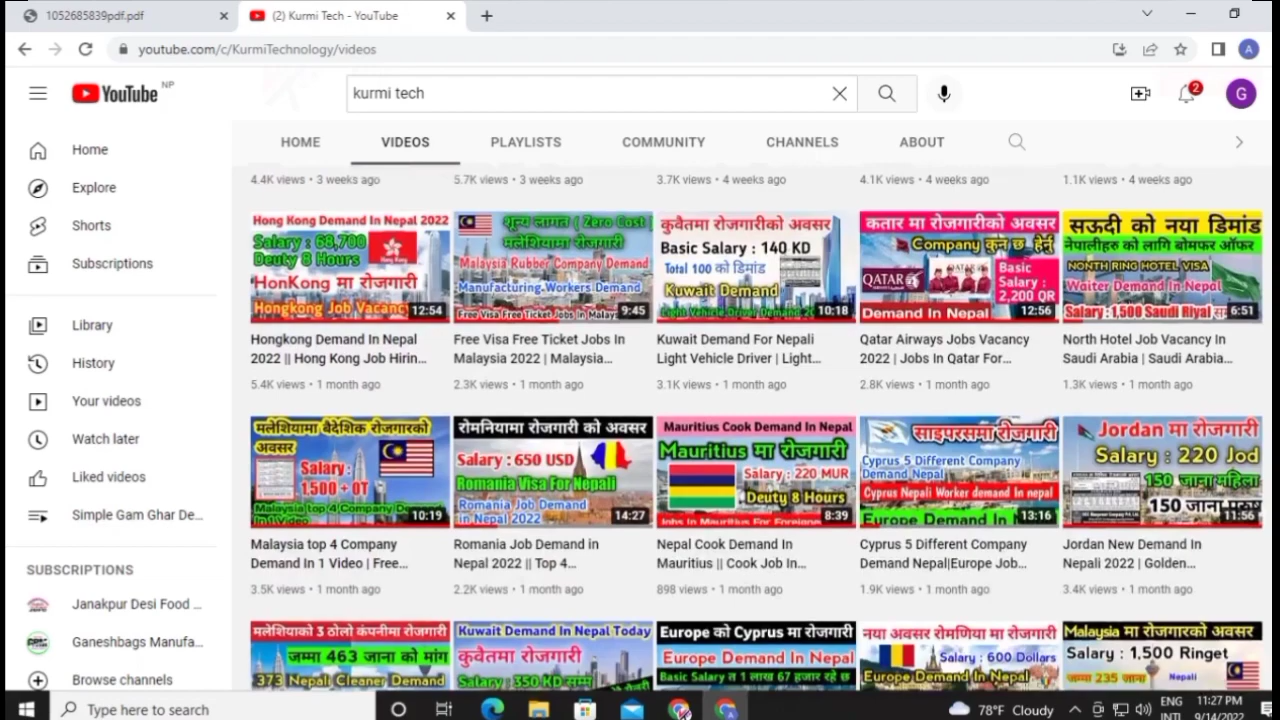 1052685839pdf.pdf
(2) Kurmi Tech - YouTube
youtube.com/c/KurmiTechnology/videos
A
YouTube NP
kurmi tech
2
G
HOME VIDEOS PLAYLISTS COMMUNITY CHANNELS ABOUT
Home
Explore
Shorts
Subscriptions
Library
History
Your videos
Watch later
Liked videos
Simple Gam Ghar De...
SUBSCRIPTIONS
Janakpur Desi Food ...
Ganeshbags Manufa...
Browse channels
4.4K views • 3 weeks ago
5.7K views • 3 weeks ago
3.7K views • 4 weeks ago
4.1K views • 4 weeks ago
1.1K views • 4 weeks ago
Hong Kong Demand In Nepal 2022
Salary : 68,700
Deuty 8 Hours
HonKong मा रोजगारी
Hongkong Job Vacanc
12:54
Hongkong Demand In Nepal
2022 || Hong Kong Job Hirin...
5.4K views • 1 month ago
शून्य लागत ( Zero Cost )
मलेशियामा रोजगारी
Malaysia Rubber Company Demand
Manufacturing Workers Demand
Free Visa Free Ticket Jobs In Malays
9:45
Free Visa Free Ticket Jobs In
Malaysia 2022 | Malaysia...
2.3K views • 1 month ago
कुवेतमा रोजगारीको अवसर
Basic Salary : 140 KD
Total 100 को डिमांड
Kuwait Demand
Light Vehicle Driver Demand 20
10:18
Kuwait Demand For Nepali
Light Vehicle Driver | Light...
3.1K views • 1 month ago
कतार मा रोजगारीको अवसर
Company कुन छ हेर्नु
QATAR
Basic
Salary :
2,200 QR
Demand In Nepal
12:56
Qatar Airways Jobs Vacancy
2022 | Jobs In Qatar For...
2.8K views • 1 month ago
सऊदी को नया डिमांड
नेपालीहरु को लागि बोमफर ऑफर
NONTH RING HOTEL VISA
Waiter Demand In Nepal
Salary : 1,500 Saudi Riyal
6:51
North Hotel Job Vacancy In
Saudi Arabia | Saudi Arabia...
1.3K views • 1 month ago
मलेशियामा बैदेशिक रोजगारको
अवसर
Salary :
1,500 + OT
Malaysia top 4 Company De
In 1 Video
10:19
Malaysia top 4 Company
Demand In 1 Video | Free...
3.5K views • 1 month ago
रोमनियामा रोजगारी को अवसर
Salary : 650 USD
Romania Visa For Nepali
Romania Job Demand
in Nepal 2022
14:27
Romania Job Demand in
Nepal 2022 || Top 4...
2.2K views • 1 month ago
Mauritius Cook Demand In Nepal
Mauritius मा रोजगारी
Salary : 220 MUR
Deuty 8 Hours
Jobs In Mauritius For Foreigner
8:39
Nepal Cook Demand In
Mauritius || Cook Job In...
898 views • 1 month ago
साइपरसमा रोजगारी
Cyprus 5 Different Company
Demand Nepal
Cyprus Nepali Worker demand In nepal
Europe Demand In N
13:16
Cyprus 5 Different Company
Demand Nepal|Europe Job...
1.9K views • 1 month ago
Jordan मा रोजगारी
Salary : 220 Jod
150 जाना महिला
150 जाना पुरुष
11:56
Jordan New Demand In
Nepali 2022 | Golden...
3.4K views • 1 month ago
मलेशियाको 3 ठोलो कंपनीमा रोजगारी
जम्मा 463 जाना को मांग
373 Nepali Cleaner Demand
Kuwait Demand In Nepal Today
कुवेतमा रोजगारी
Salary : 350 KD सम्म
Europe को Cyprus मा रोजगारी
Europe Demand In Nepal
Basic Salary त 1 लाख 67 हजार रहे छ
नया अवसर रोमणिया मा रोजगारी
Salary : 600 Dollars
Europe Demand In Nepal
Malaysia मा रोजगारको अवसर
Salary : 1,500 Ringet
जम्मा 235 जाना Nepali
Type here to search
78°F Cloudy
ENG
INTL
11:27 PM
9/14/2022